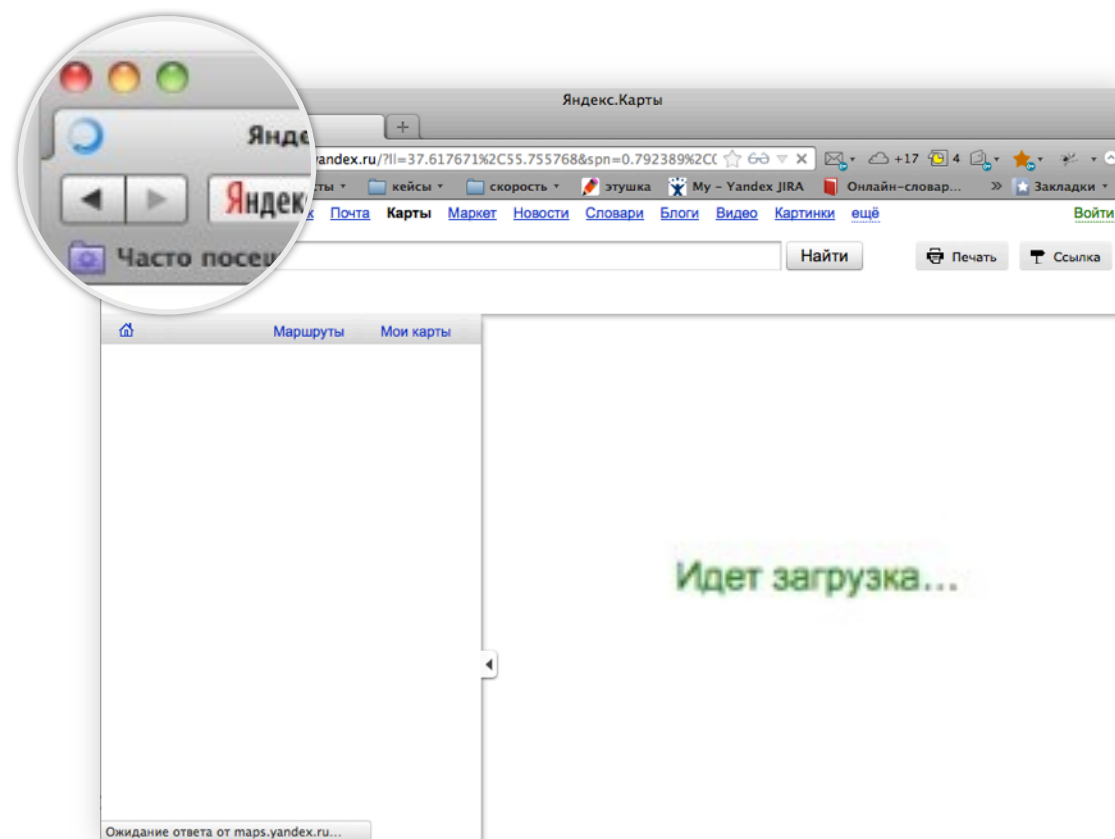 Яндекс.Карты
Янде
+
yandex.ru/?ll=37.617671%2C55.755768&spn=0.792389%2C
+17
4
Яндек
сты
кейсы
скорость
этушка
My – Yandex JIRA
Онлайн-словар...
»
Закладки
Часто посещ
к
Почта
Карты
Маркет
Новости
Словари
Блоги
Видео
Картинки
ещё
Войти
Найти
Печать
Ссылка
Маршруты
Мои карты
Идет загрузка...
Ожидание ответа от maps.yandex.ru...